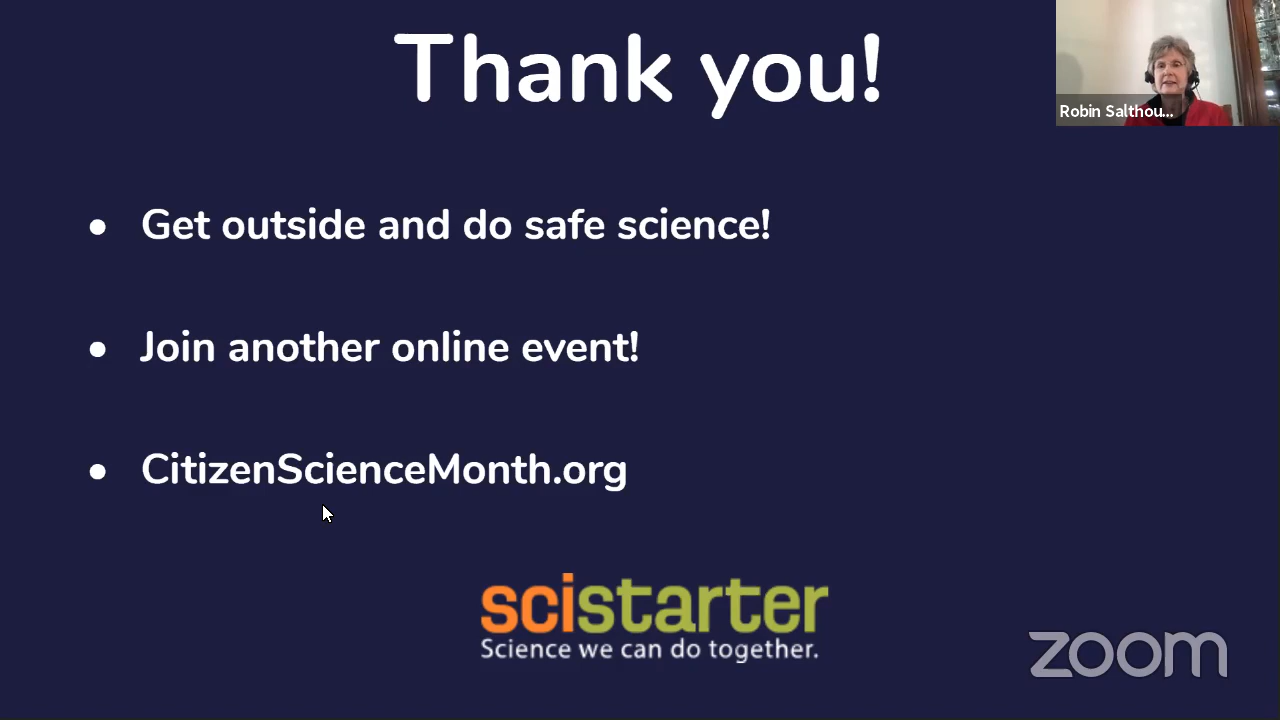 Thank you!
Robin Salthou...
• Get outside and do safe science!
• Join another online event!
• CitizenScienceMonth.org
scistarter
Science we can do together.
zoom